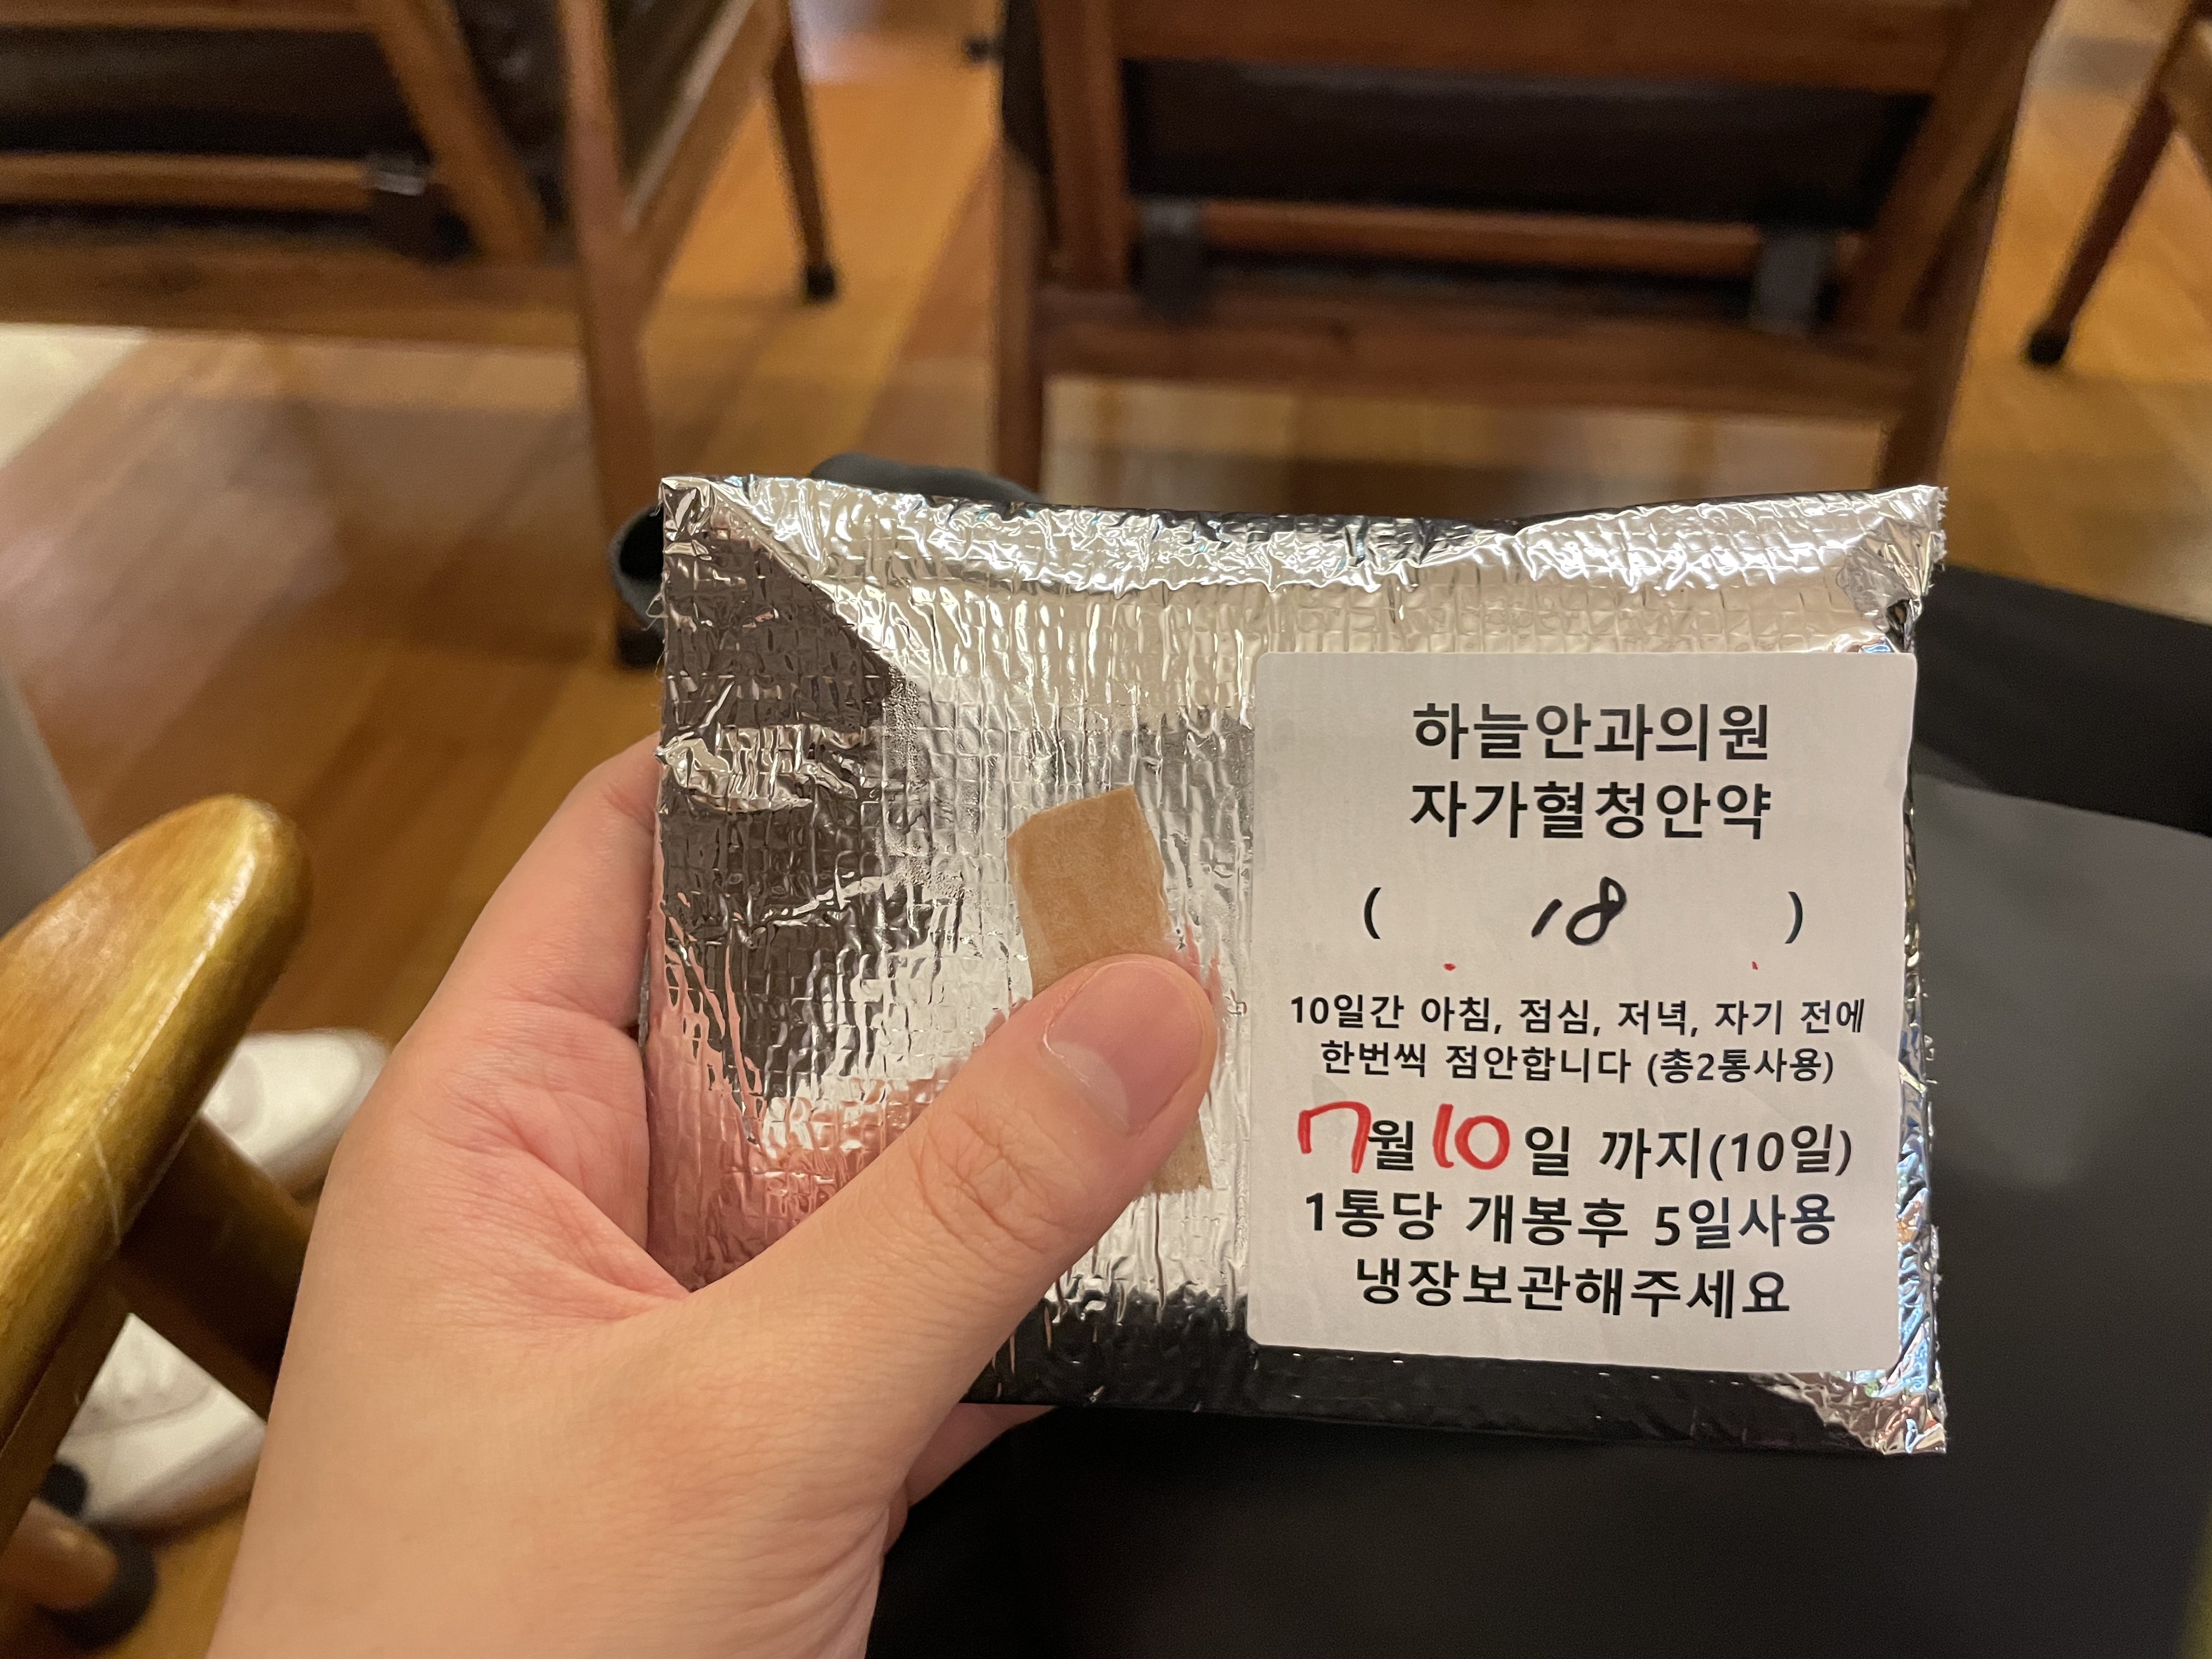 하늘안과의원
자가혈청안약
( 18 )
10일간 아침, 점심, 저녁, 자기 전에
한번씩 점안합니다 (총2통사용)
7월 10일 까지(10일)
1통당 개봉후 5일사용
냉장보관해주세요